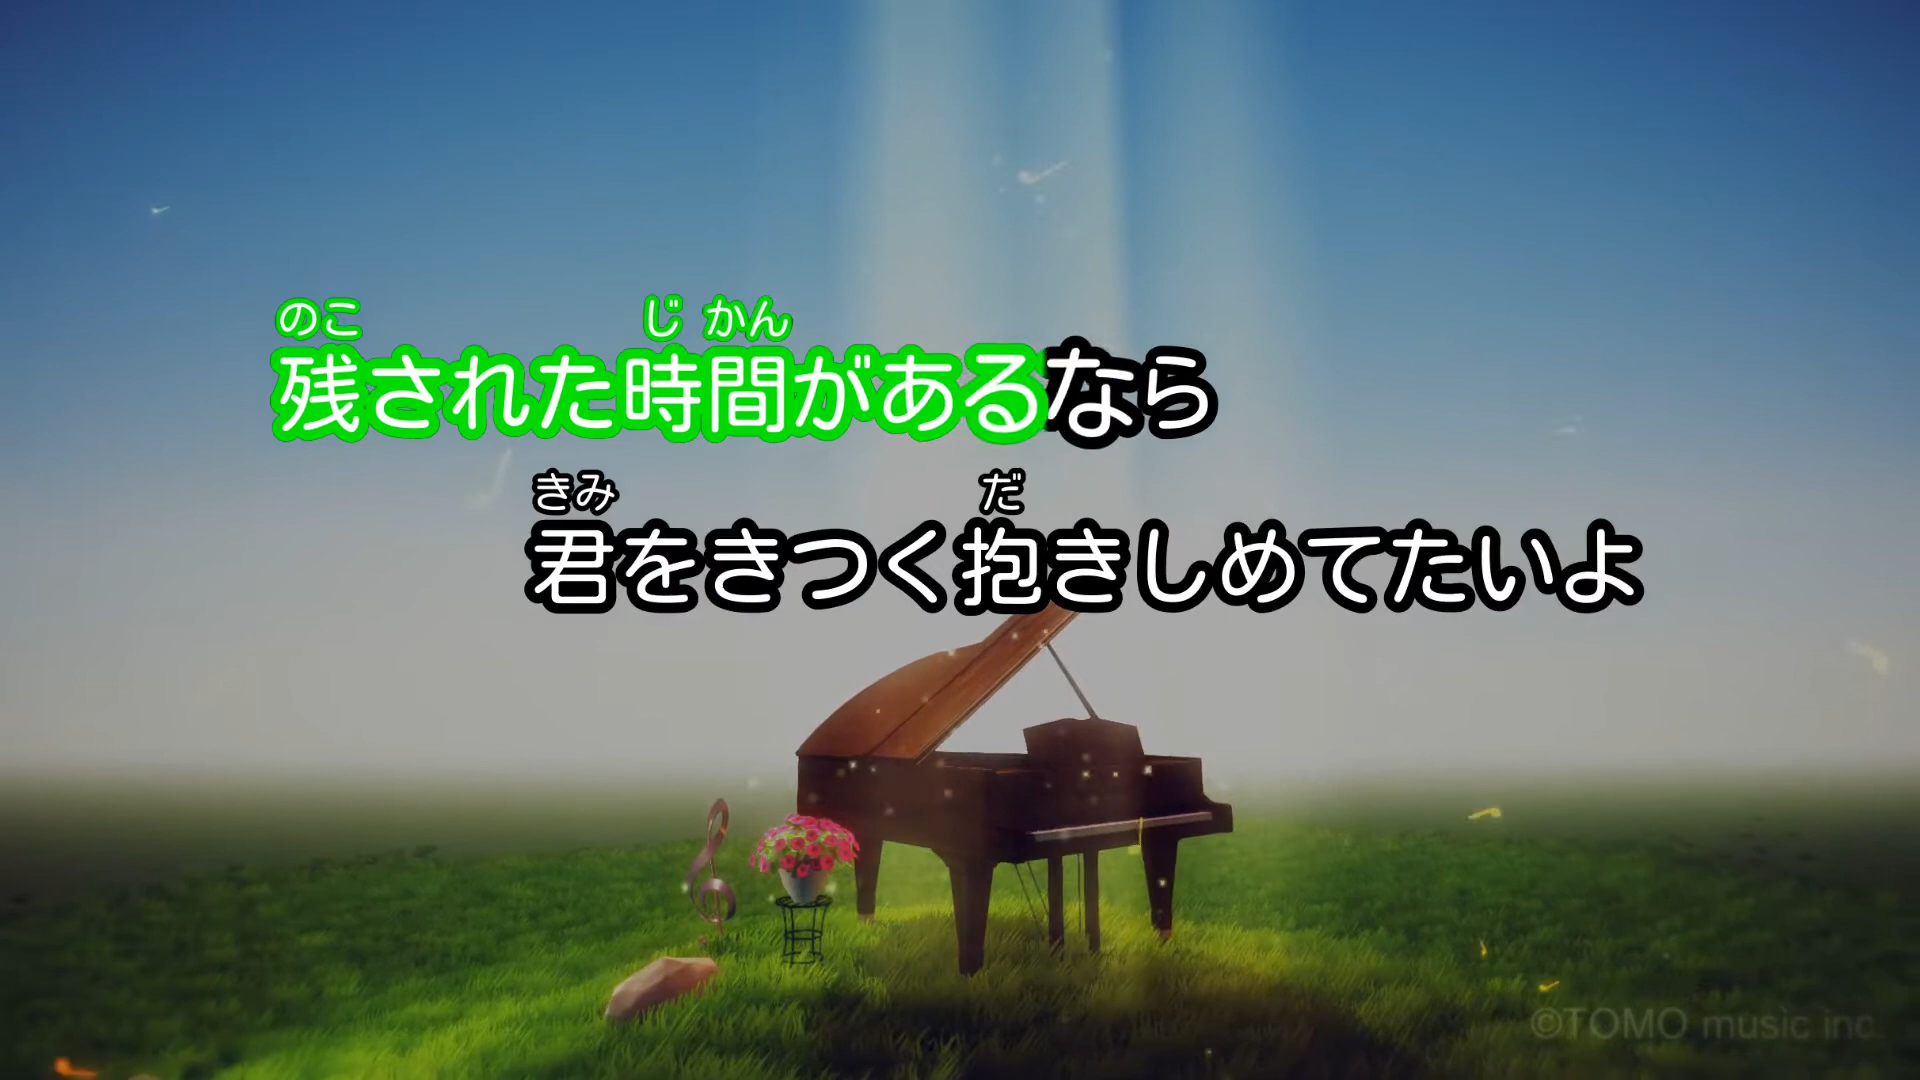 のこ じ かん
残された時間があるなら
きみ だ
君をきつく抱きしめてたいよ
©TOMO music inc